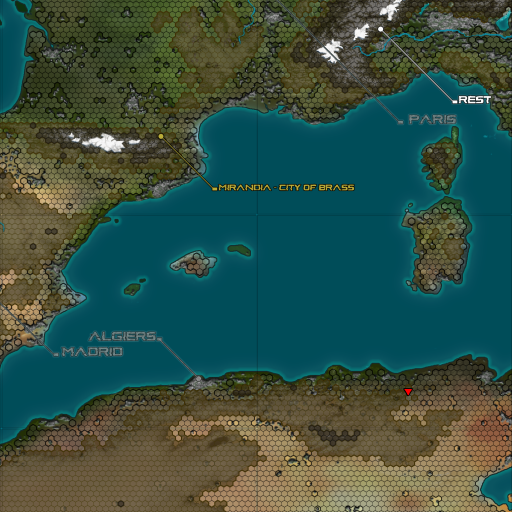 REST
PARIS
MIRANDIA - CITY OF BRASS
ALGIERS
MADRID